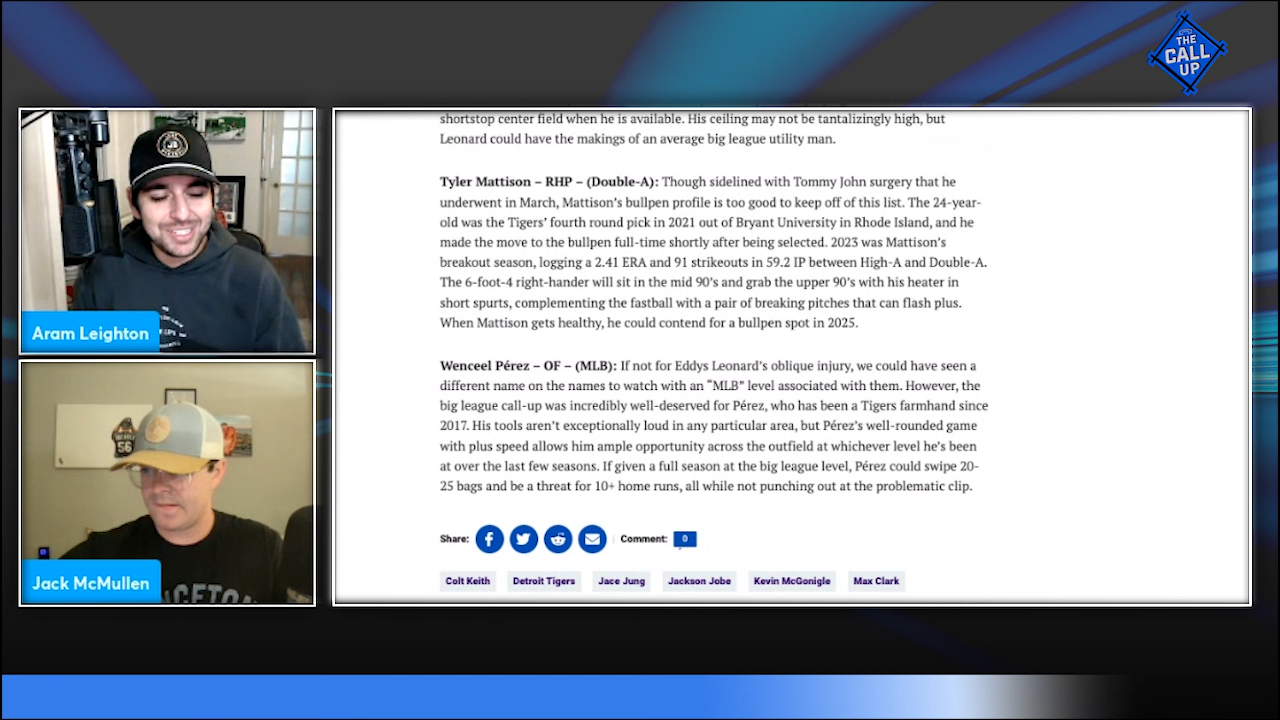 THE
CALL
UP
shortstop center field when he is available. His ceiling may not be tantalizingly high, but
Leonard could have the makings of an average big league utility man.
Tyler Mattison – RHP – (Double-A): Though sidelined with Tommy John surgery that he
underwent in March, Mattison's bullpen profile is too good to keep off of this list. The 24-year-
old was the Tigers' fourth round pick in 2021 out of Bryant University in Rhode Island, and he
made the move to the bullpen full-time shortly after being selected. 2023 was Mattison's
breakout season, logging a 2.41 ERA and 91 strikeouts in 59.2 IP between High-A and Double-A.
The 6-foot-4 right-hander will sit in the mid 90's and grab the upper 90's with his heater in
short spurts, complementing the fastball with a pair of breaking pitches that can flash plus.
When Mattison gets healthy, he could contend for a bullpen spot in 2025.
Wenceel Pérez – OF – (MLB): If not for Eddys Leonard's oblique injury, we could have seen a
different name on the names to watch with an “MLB” level associated with them. However, the
big league call-up was incredibly well-deserved for Pérez, who has been a Tigers farmhand since
2017. His tools aren't exceptionally loud in any particular area, but Pérez's well-rounded game
with plus speed allows him ample opportunity across the outfield at whichever level he's been
at over the last few seasons. If given a full season at the big league level, Pérez could swipe 20-
25 bags and be a threat for 10+ home runs, all while not punching out at the problematic clip.
Share: Comment: 0
Colt Keith Detroit Tigers Jace Jung Jackson Jobe Kevin McGonigle Max Clark
Aram Leighton
56
Jack McMullen